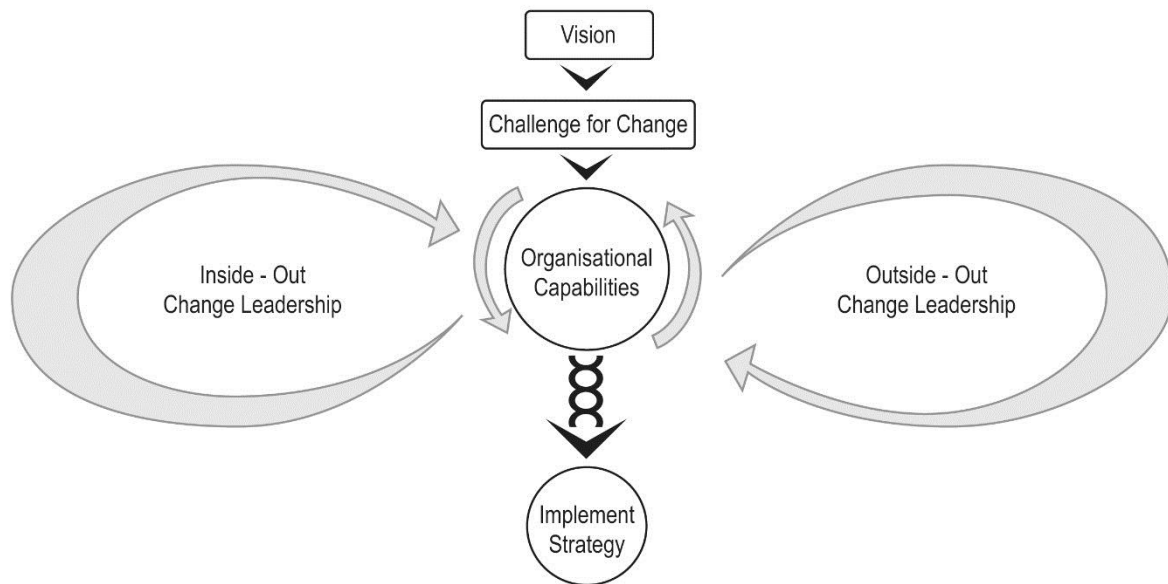 Vision
Challenge for Change
Organisational
Capabilities
Inside - Out
Change Leadership
Outside - Out
Change Leadership
Implement
Strategy